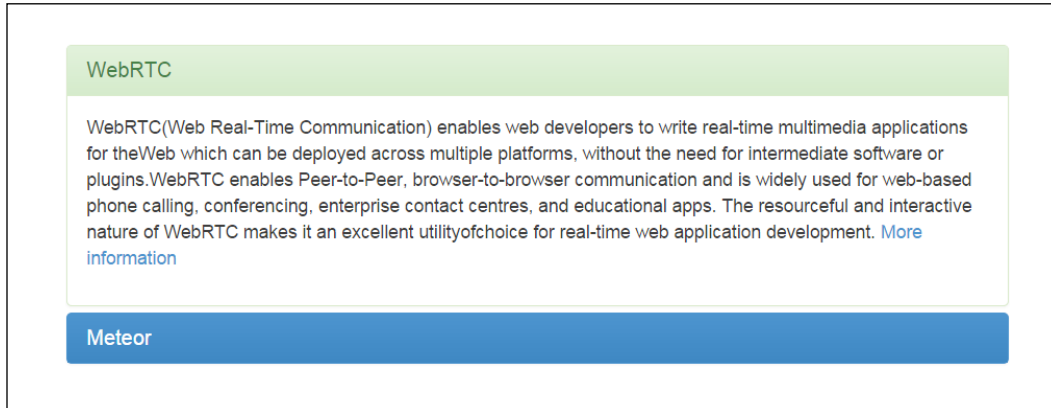 WebRTC
WebRTC(Web Real-Time Communication) enables web developers to write real-time multimedia applications
for theWeb which can be deployed across multiple platforms, without the need for intermediate software or
plugins.WebRTC enables Peer-to-Peer, browser-to-browser communication and is widely used for web-based
phone calling, conferencing, enterprise contact centres, and educational apps. The resourceful and interactive
nature of WebRTC makes it an excellent utilityofchoice for real-time web application development. More
information
Meteor